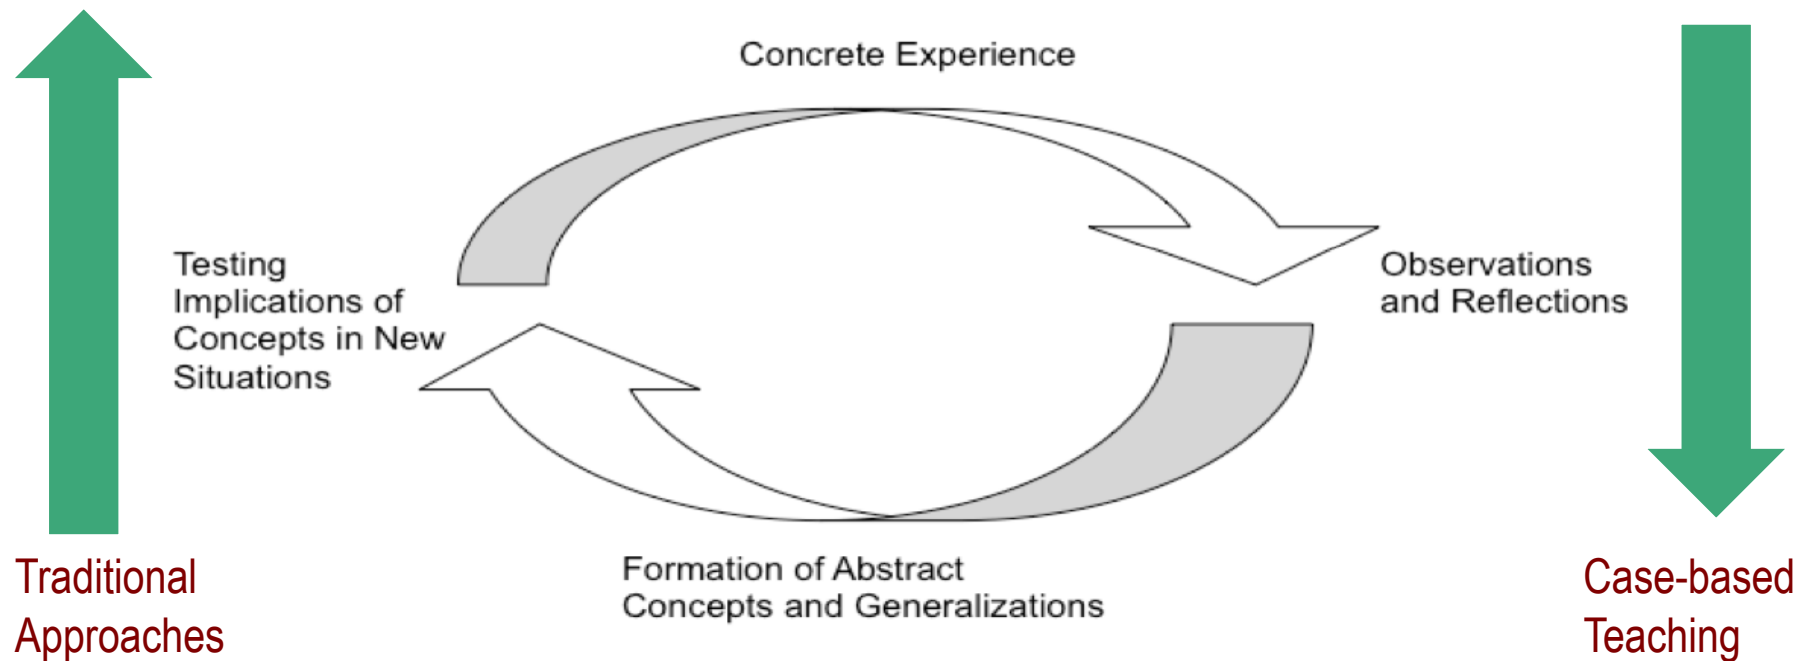 Concrete Experience
Testing
Implications of
Concepts in New
Situations
Observations
and Reflections
Formation of Abstract
Concepts and Generalizations
Traditional
Approaches
Case-based
Teaching